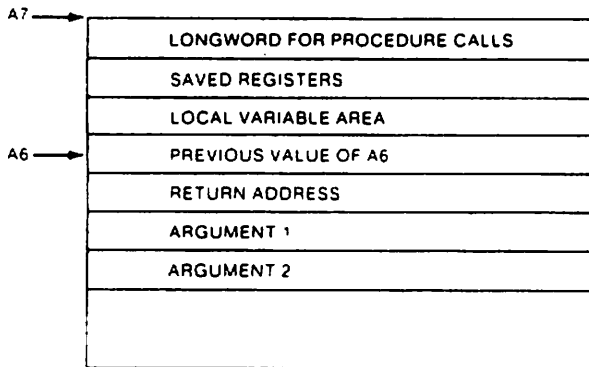 A7
LONGWORD FOR PROCEDURE CALLS
SAVED REGISTERS
LOCAL VARIABLE AREA
A6
PREVIOUS VALUE OF A6
RETURN ADDRESS
ARGUMENT 1
ARGUMENT 2